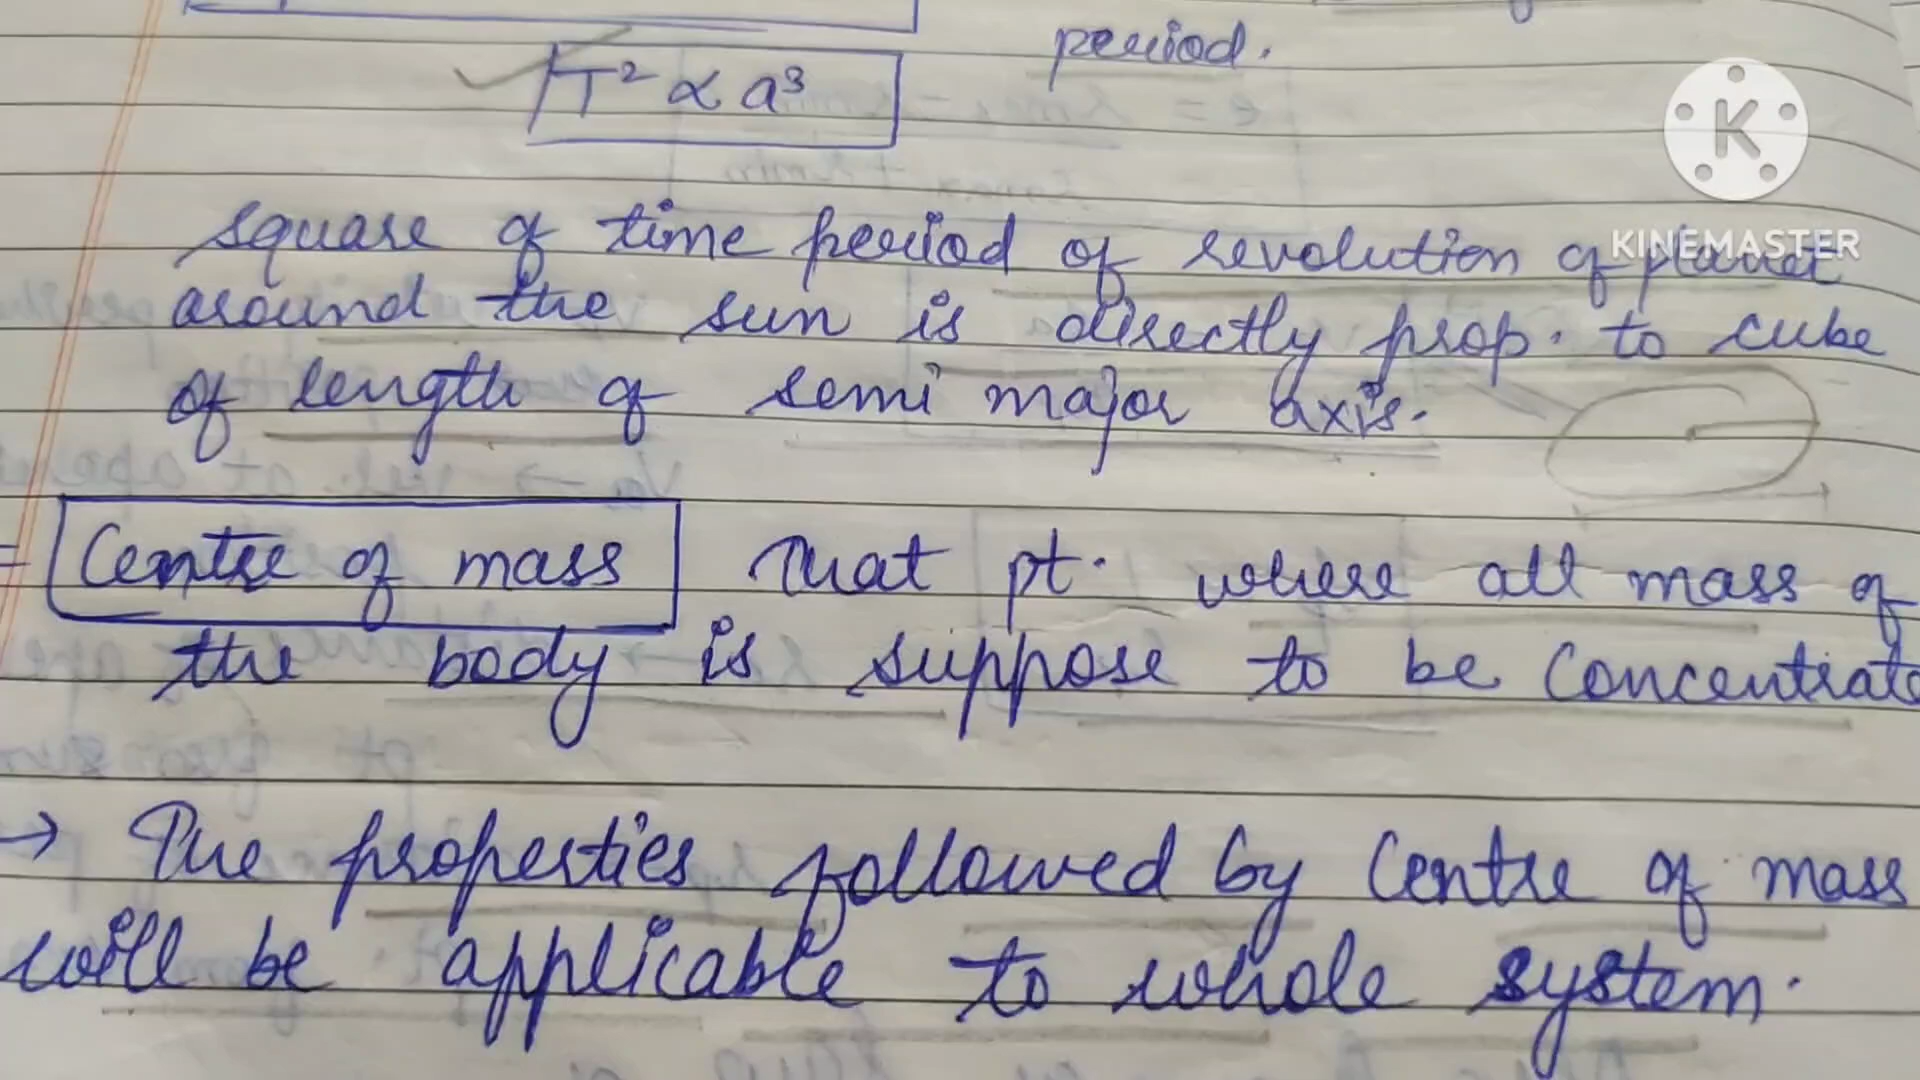 period.
T² ∝ a³
K
KINEMASTER
square of time period of revolution of planet
around the sun is directly prop. to cube
of length of semi major axis.
Centre of mass That pt. where all mass of
the body is suppose to be concentrate
→ The properties followed by Centre of mass
will be applicable to whole system.